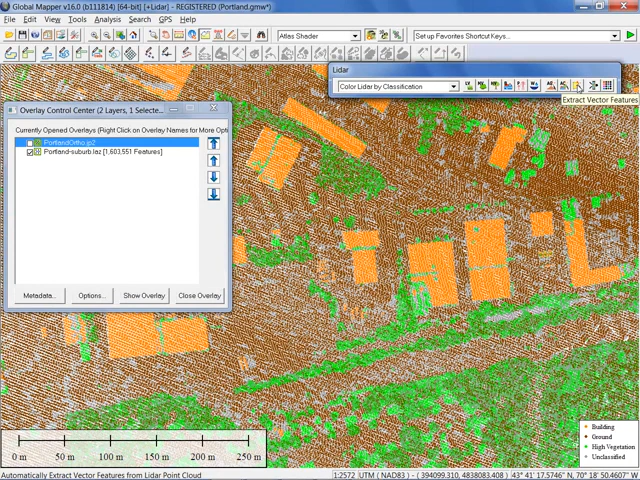 Global Mapper v16.0 (b111814) [64-bit] [+Lidar] - REGISTERED (Portland.gmw*)
File Edit View Tools Analysis Search GPS Help
Atlas Shader
Set up Favorites Shortcut Keys...
Lidar
Color Lidar by Classification
Extract Vector Features
Overlay Control Center (2 Layers, 1 Selecte...
Currently Opened Overlays (Right Click on Overlay Names for More Opti
PortlandOrtho.jp2
Portland-suburb.laz [1,603,551 Features]
Metadata... Options... Show Overlay Close Overlay
Building
Ground
High Vegetation
Unclassified
0 m 50 m 100 m 150 m 200 m 250 m
Automatically Extract Vector Features from Lidar Point Cloud
1:2572 UTM ( NAD83) - ( 394099.310, 4838083.408 ) 43° 41' 17.5746" N, 70° 18' 50.4607" W